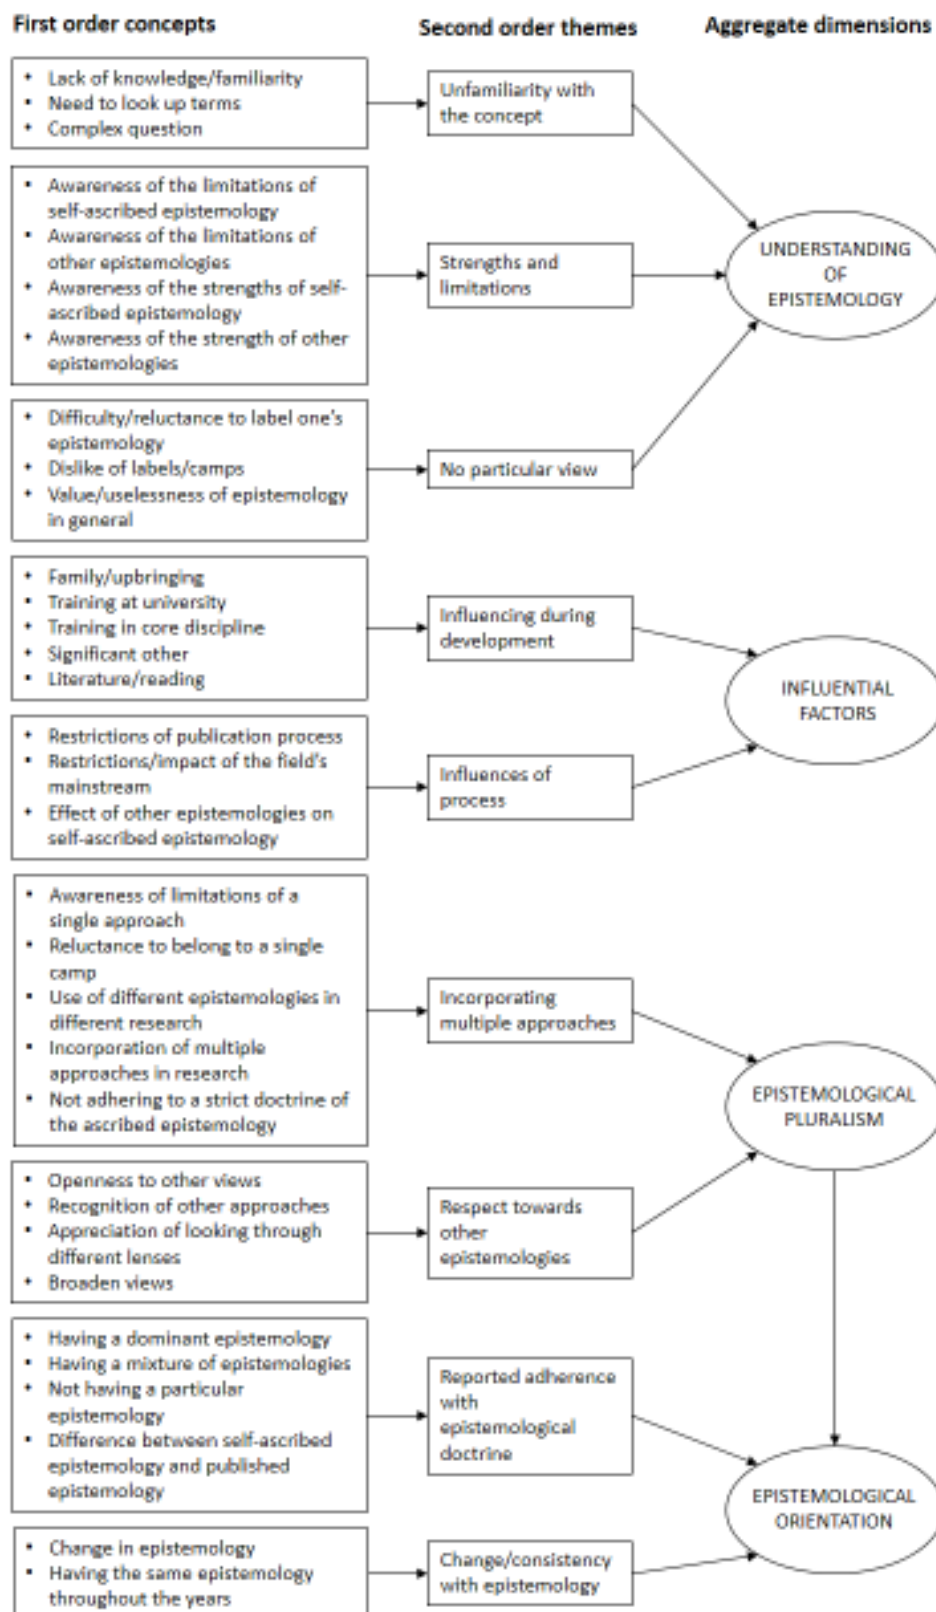 First order concepts
Second order themes
Aggregate dimensions
Lack of knowledge/familiarity
Need to look up terms
Complex question
Unfamiliarity with
the concept
Awareness of the limitations of
self-ascribed epistemology
Awareness of the limitations of
other epistemologies
Awareness of the strengths of self-
ascribed epistemology
Awareness of the strength of other
epistemologies
Strengths and
limitations
UNDERSTANDING
OF
EPISTEMOLOGY
Difficulty/reluctance to label one's
epistemology
Dislike of labels/camps
Value/uselessness of epistemology
in general
No particular view
Family/upbringing
Training at university
Training in core discipline
Significant other
Literature/reading
Influencing during
development
INFLUENTIAL
FACTORS
Restrictions of publication process
Restrictions/impact of the field's
mainstream
Effect of other epistemologies on
self-ascribed epistemology
Influences of
process
Awareness of limitations of a
single approach
Reluctance to belong to a single
camp
Use of different epistemologies in
different research
Incorporation of multiple
approaches in research
Not adhering to a strict doctrine of
the ascribed epistemology
Incorporating
multiple approaches
EPISTEMOLOGICAL
PLURALISM
Openness to other views
Recognition of other approaches
Appreciation of looking through
different lenses
Broaden views
Respect towards
other
epistemologies
Having a dominant epistemology
Having a mixture of epistemologies
Not having a particular
epistemology
Difference between self-ascribed
epistemology and published
epistemology
Reported adherence
with
epistemological
doctrine
EPISTEMOLOGICAL
ORIENTATION
Change in epistemology
Having the same epistemology
throughout the years
Change/consistency
with epistemology